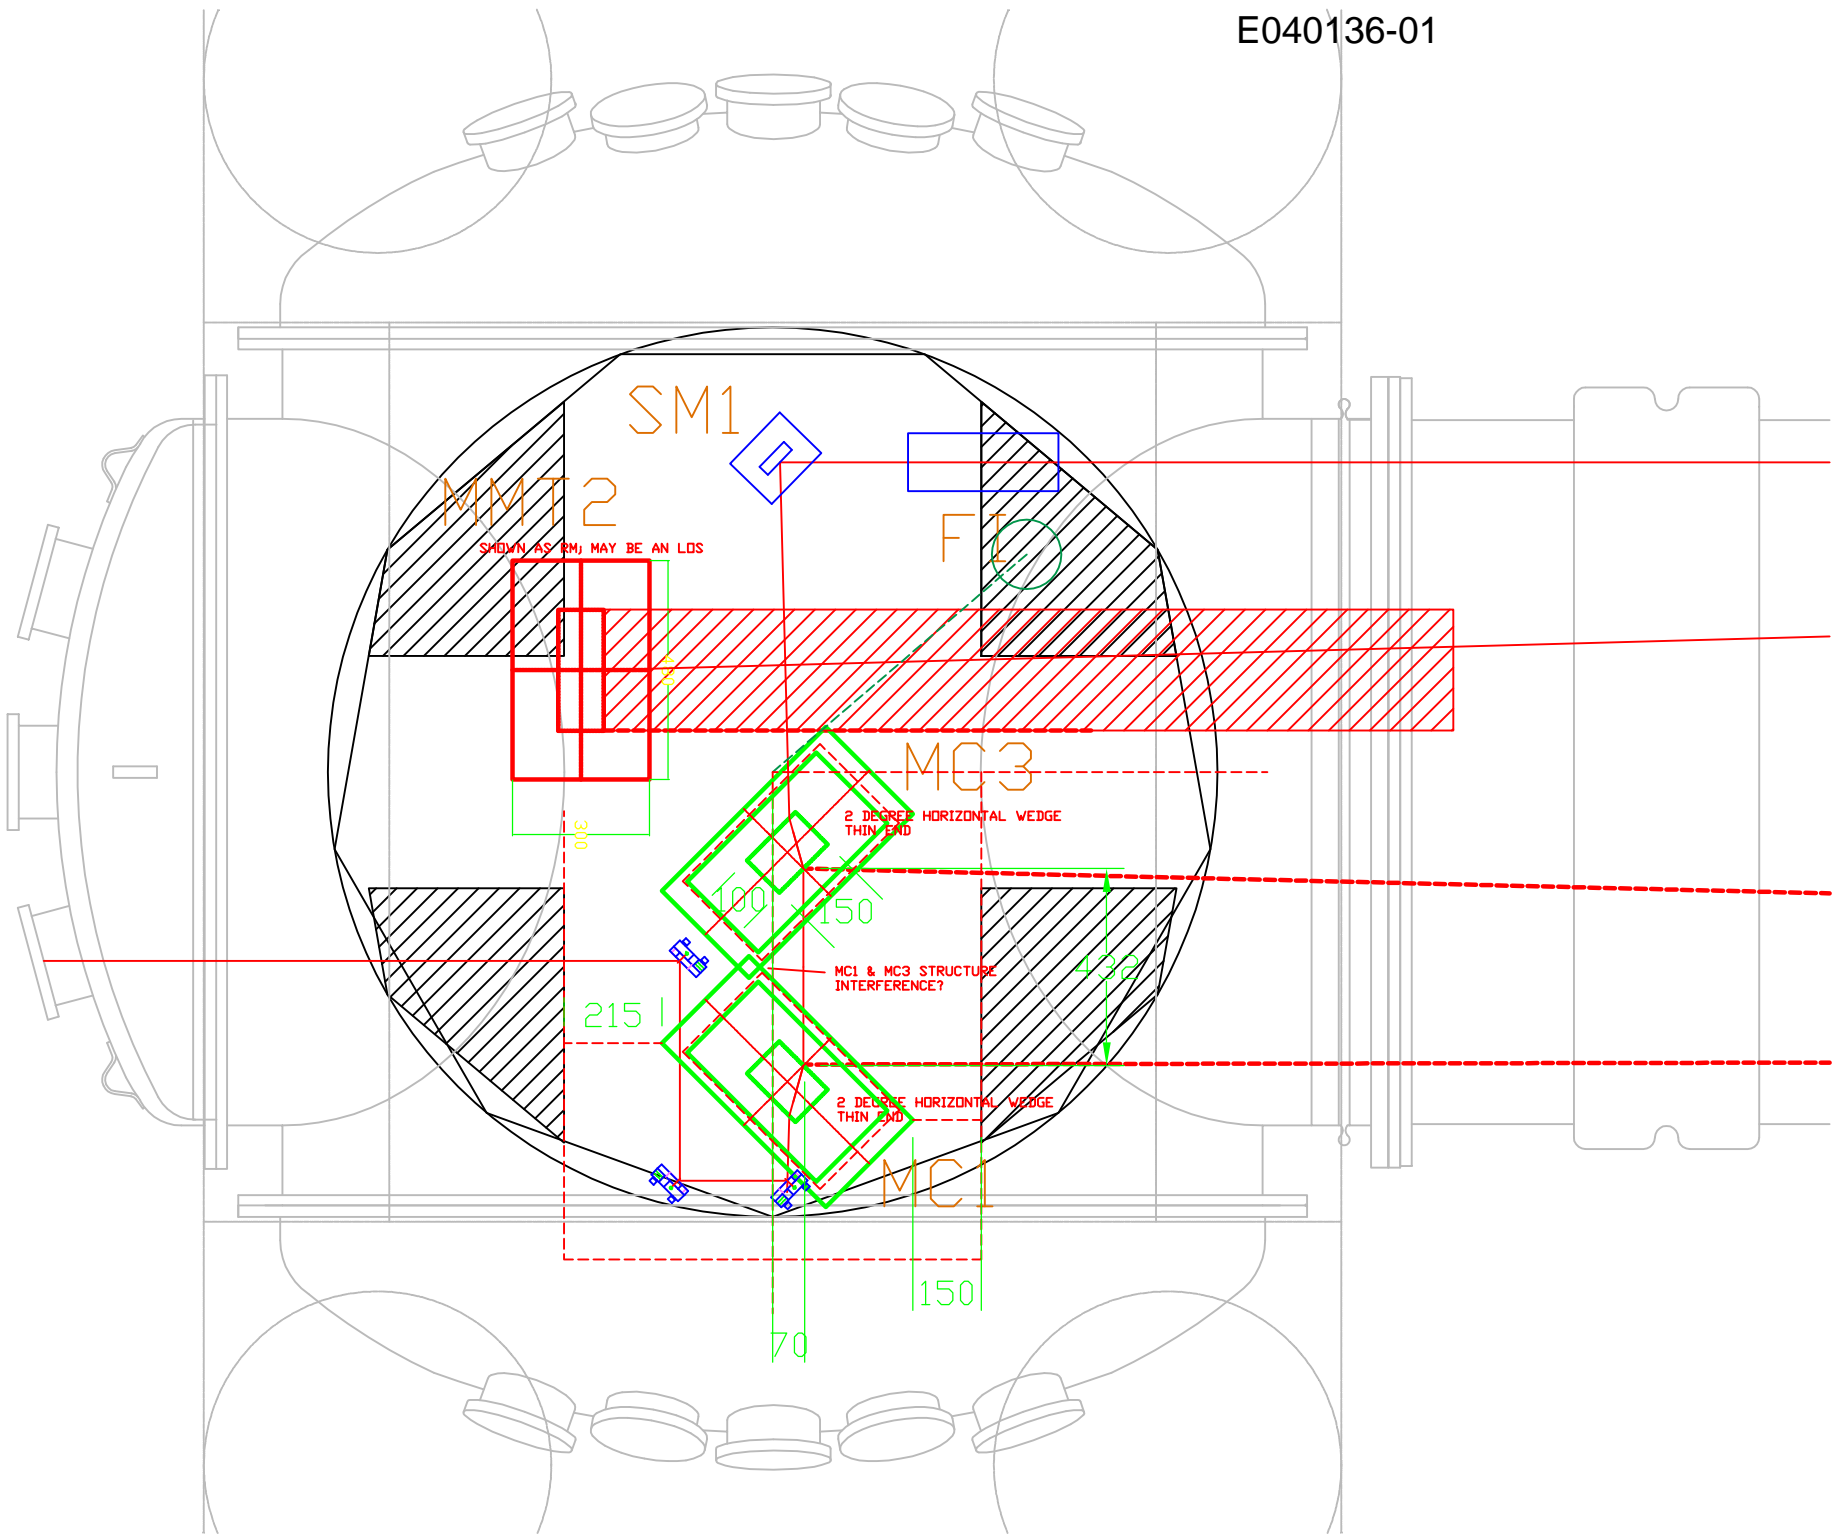 E040136-01
SM1
MMT2
FI
SHOWN AS RM; MAY BE AN LOS
MC3
2 DEGREE HORIZONTAL WEDGE
THIN END
300
100
150
MC1 & MC3 STRUCTURE
INTERFERENCE?
432
215
2 DEGREE HORIZONTAL WEDGE
THIN END
MC1
150
70